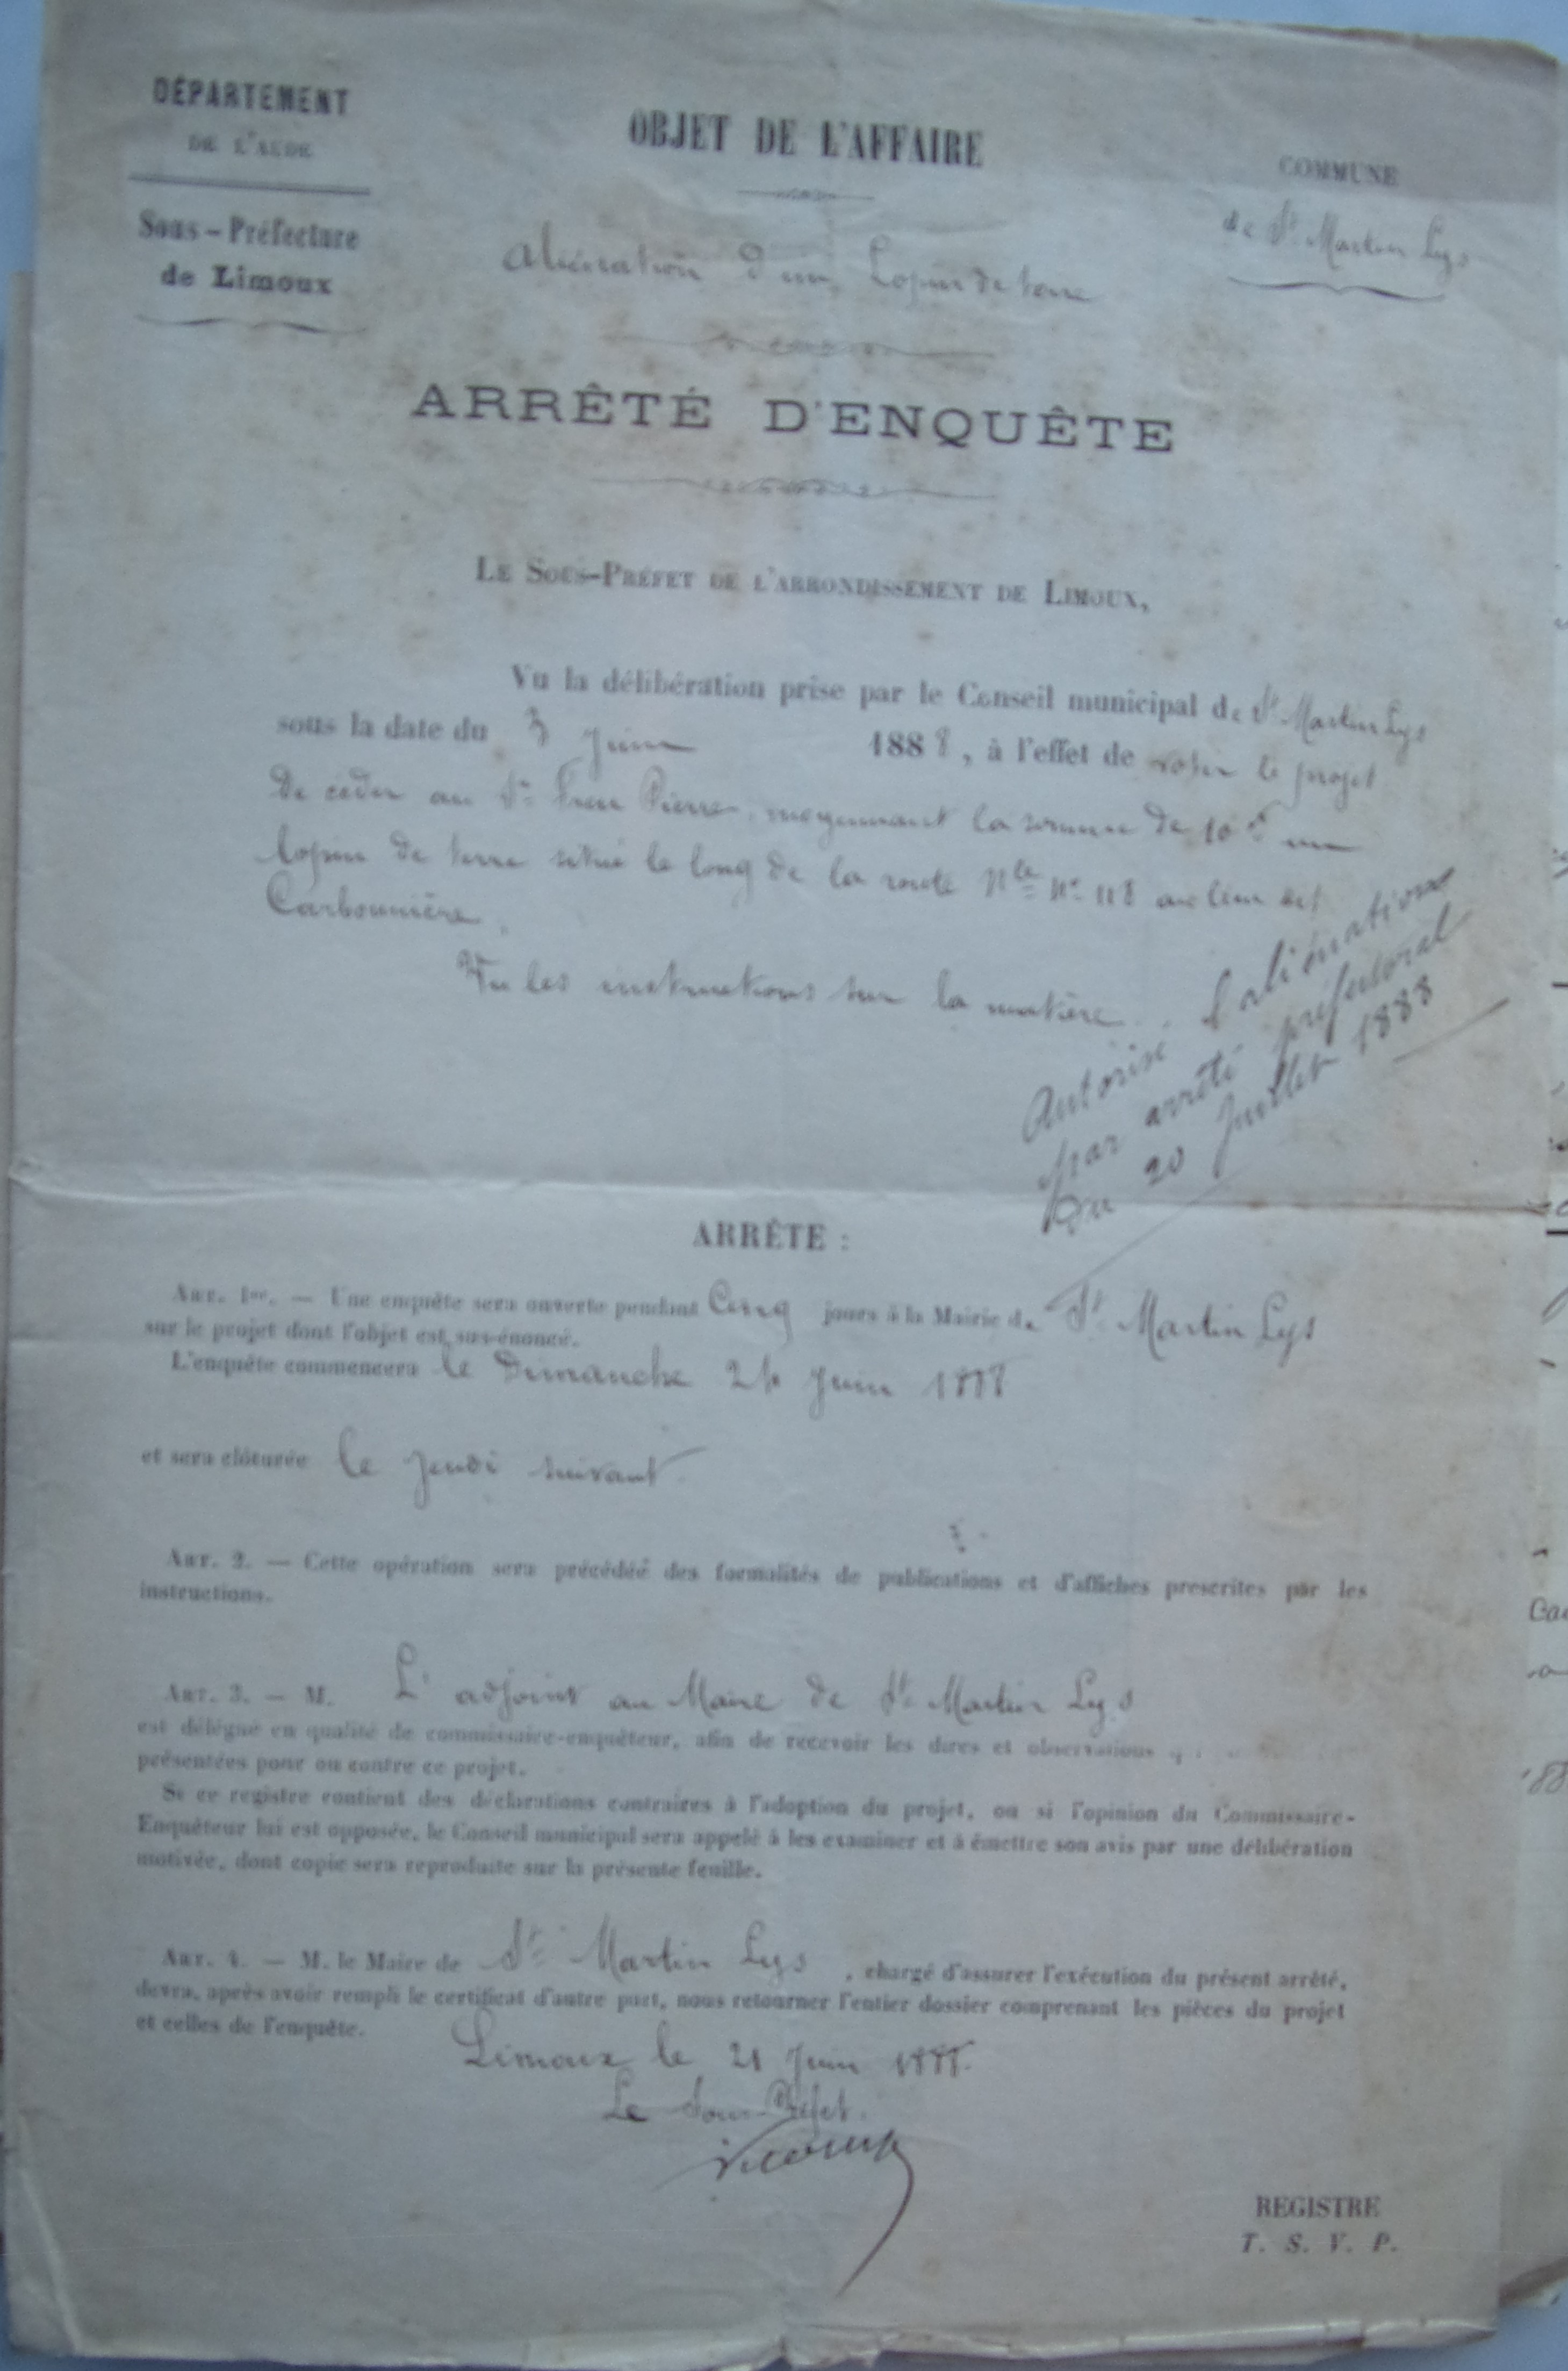 DÉPARTEMENT
DE L'AUDE
Sous-Préfecture
de Limoux
OBJET DE L'AFFAIRE
Aliénation d'un Lopin de terre
COMMUNE
de St Martin Lys
ARRÊTÉ D'ENQUÊTE
LE SOUS-PRÉFET DE L'ARRONDISSEMENT DE LIMOUX,
Vu la délibération prise par le Conseil municipal de St Martin Lys
sous la date du 3 Juin 1888, à l'effet de voter le projet
de céder au Sr Pierre, moyennant la somme de 10 f un
lopin de terre situé le long de la route Nle No 118 au lieu dit
Carbounière.
Vu les instructions sur la matière.
Autorisé l'aliénation
par arrêté préfectoral
Du 20 Juillet 1888
ARRÊTE :
ART. 1er. — Une enquête sera ouverte pendant Cinq jours à la Mairie de St Martin Lys
sur le projet dont l'objet est sus-énoncé.
L'enquête commencera le Dimanche 24 Juin 1888
et sera clôturée le jeudi suivant.
ART. 2. — Cette opération sera précédée des formalités de publications et d'affiches prescrites par les
instructions.
ART. 3. — M. L'adjoint au Maire de St Martin Lys
est délégué en qualité de commissaire-enquêteur, afin de recevoir les dires et observations
présentées pour ou contre ce projet.
Si ce registre contient des déclarations contraires à l'adoption du projet, ou si l'opinion du Commissaire-
Enquêteur lui est opposée, le Conseil municipal sera appelé à les examiner et à émettre son avis par une délibération
motivée, dont copie sera reproduite sur la présente feuille.
ART. 4. — M. le Maire de St Martin Lys, chargé d'assurer l'exécution du présent arrêté,
devra, après avoir rempli le certificat d'autre part, nous retourner l'entier dossier comprenant les pièces du projet
et celles de l'enquête.
Limoux le 21 Juin 1888.
Le Sous-Préfet.
REGISTRE
T. S. V. P.